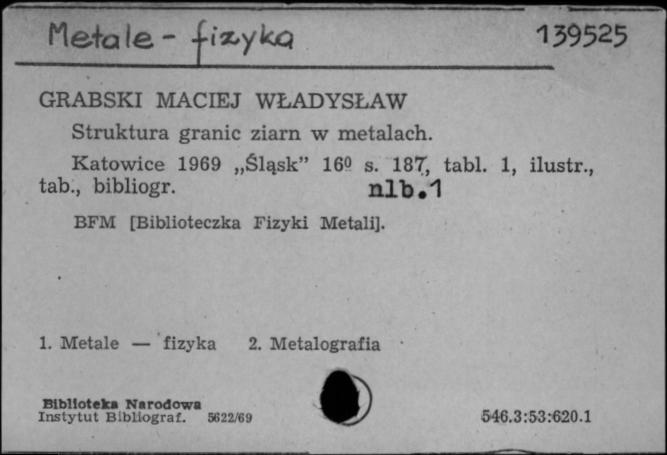 Metale - fizyka 139525
GRABSKI MACIEJ WŁADYSŁAW
Struktura granic ziarn w metalach.
Katowice 1969 „Śląsk” 16º s. 187, tabl. 1, ilustr.,
tab., bibliogr. nlb.1
BFM [Biblioteczka Fizyki Metali].
1. Metale — fizyka 2. Metalografia
Biblioteka Narodowa
Instytut Bibliograf. 5622/69 546.3:53:620.1